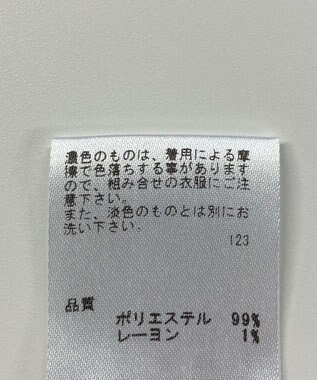 濃色のものは、着用による摩
擦で色落ちする事があります
ので、組み合せの衣服にご注
意下さい。
また、淡色のものとは別にお
洗い下さい。
123
品質
ポリエステル 99%
レーヨン 1%